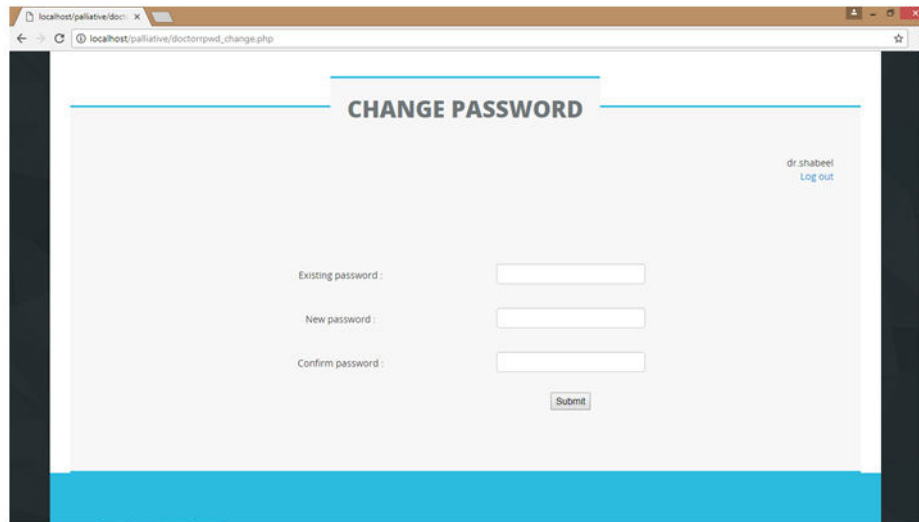 localhost/palliative/doct
localhost/palliative/doctorrpwd_change.php
CHANGE PASSWORD
dr.shabeel
Log out
Existing password :
New password :
Confirm password :
Submit